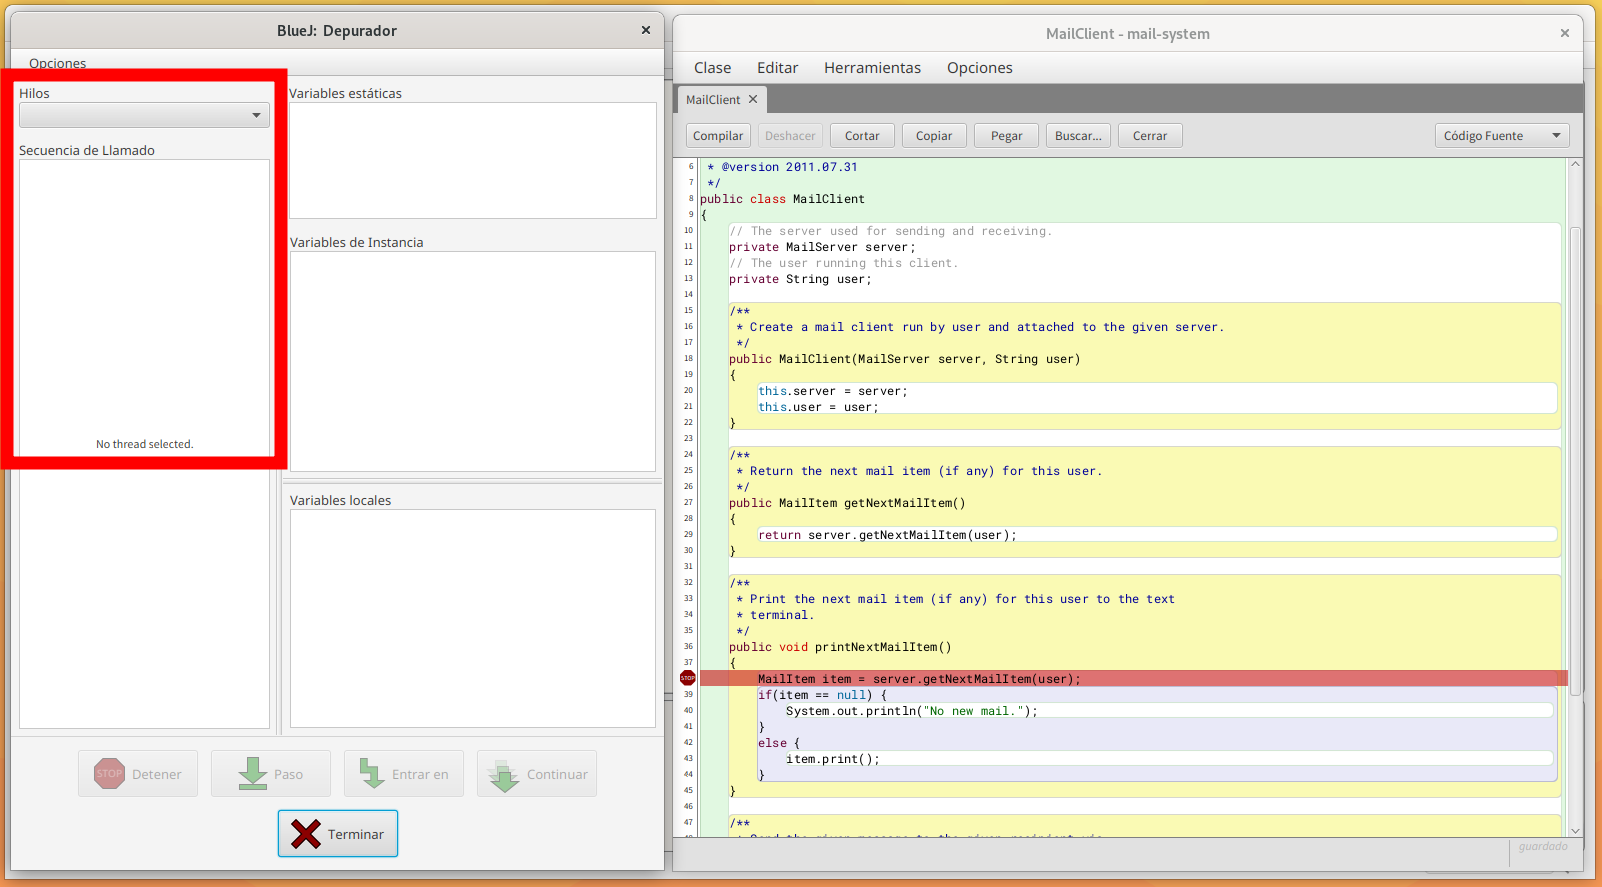 BlueJ: Depurador
Opciones
Hilos
Secuencia de Llamado
No thread selected.
Variables estáticas
Variables de Instancia
Variables locales
STOP Detener
Paso
Entrar en
Continuar
Terminar
MailClient - mail-system
Clase Editar Herramientas Opciones
MailClient
Compilar Deshacer Cortar Copiar Pegar Buscar... Cerrar Código Fuente
6 * @version 2011.07.31
7 */
8 public class MailClient
9 {
10 // The server used for sending and receiving.
11 private MailServer server;
12 // The user running this client.
13 private String user;
14
15 /**
16 * Create a mail client run by user and attached to the given server.
17 */
18 public MailClient(MailServer server, String user)
19 {
20 this.server = server;
21 this.user = user;
22 }
23
24 /**
25 * Return the next mail item (if any) for this user.
26 */
27 public MailItem getNextMailItem()
28 {
29 return server.getNextMailItem(user);
30 }
31
32 /**
33 * Print the next mail item (if any) for this user to the text
34 * terminal.
35 */
36 public void printNextMailItem()
37 {
STOP MailItem item = server.getNextMailItem(user);
39 if(item == null) {
40 System.out.println("No new mail.");
41 }
42 else {
43 item.print();
44 }
45 }
46
47 /**
guardado